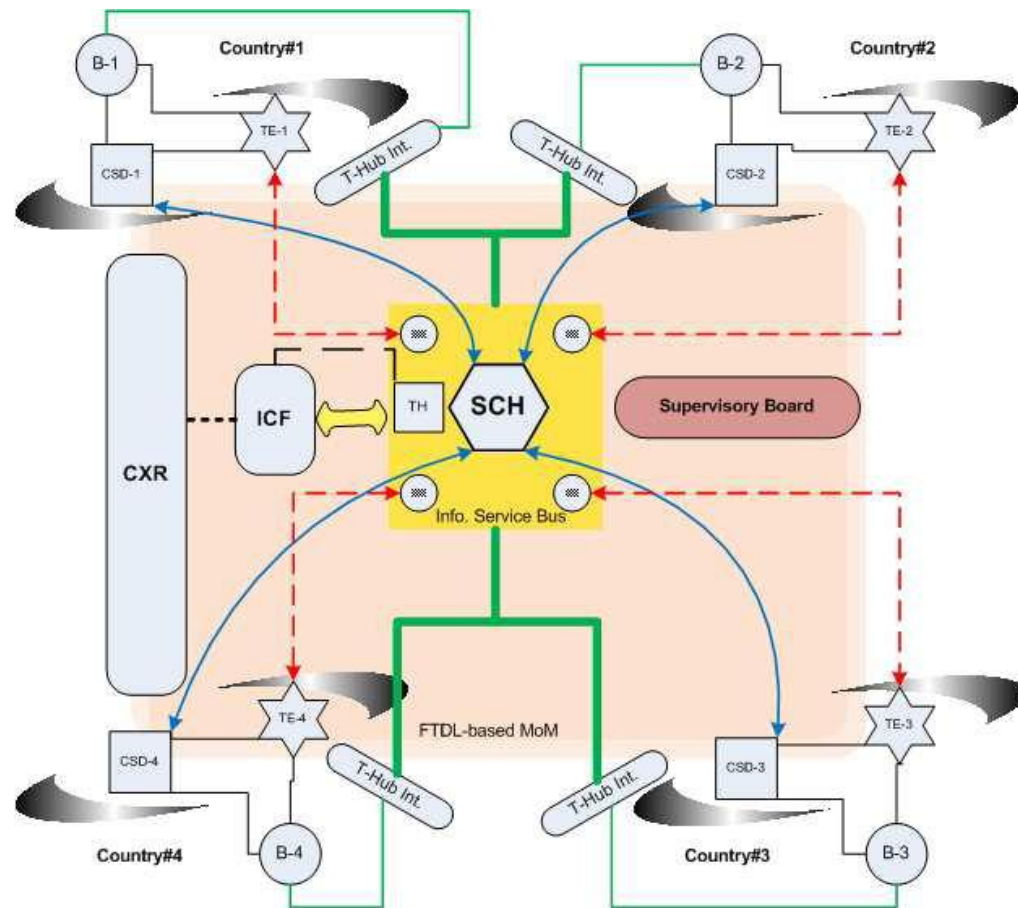 Country#1
Country#2
B-1
B-2
TE-1
TE-2
T-Hub Int.
T-Hub Int.
CSD-1
CSD-2
TH
SCH
Supervisory Board
ICF
CXR
Info. Service Bus
TE-4
TE-3
FTDL-based MoM
CSD-4
CSD-3
T-Hub Int.
T-Hub Int.
Country#4
B-4
Country#3
B-3